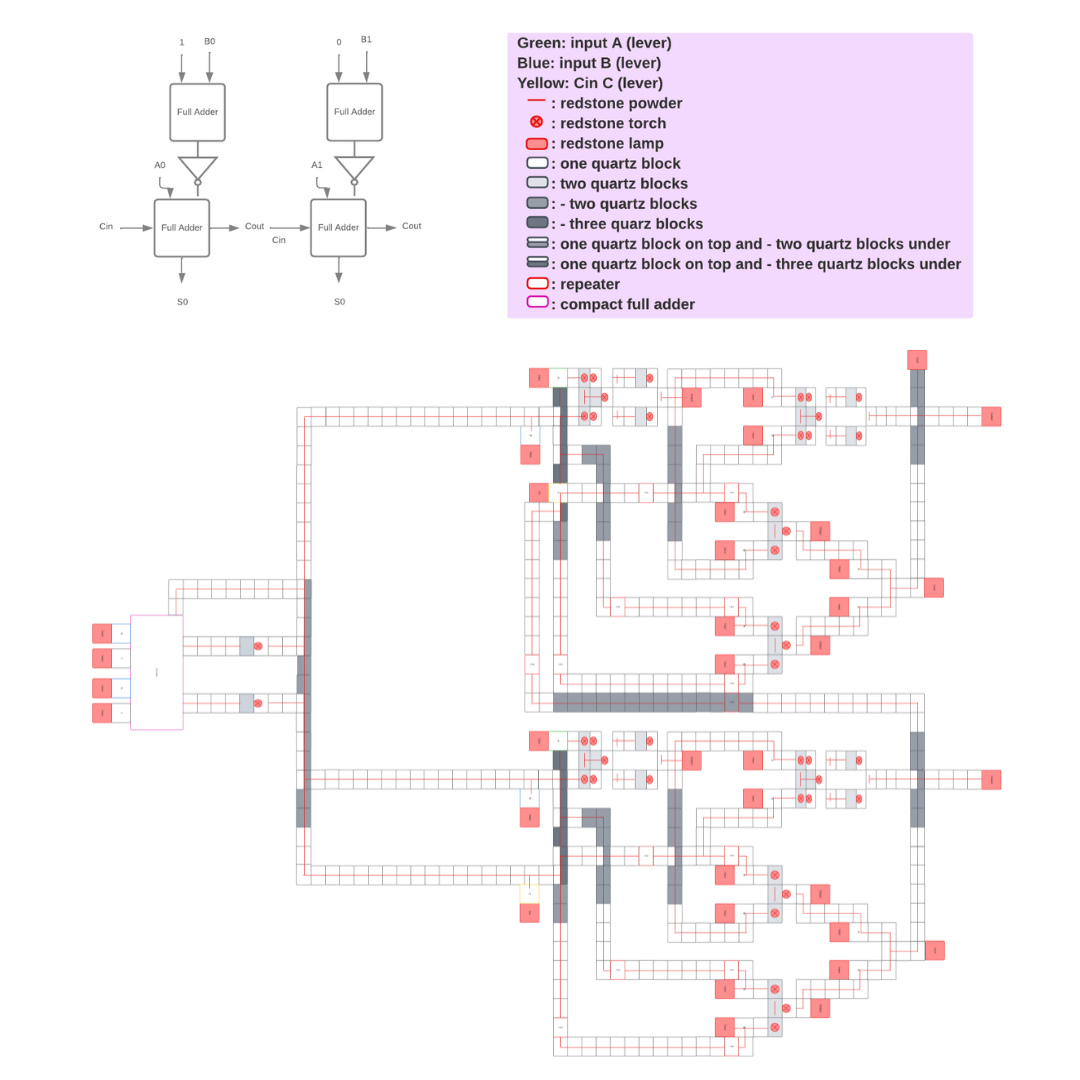 1 B0
0 B1
Full Adder
Full Adder
A0
A1
Cin
Full Adder
Cout
Cin
Full Adder
Cout
S0
S0
Green: input A (lever)
Blue: input B (lever)
Yellow: Cin C (lever)
: redstone powder
: redstone torch
: redstone lamp
: one quartz block
: two quartz blocks
: - two quartz blocks
: - three quarz blocks
: one quartz block on top and - two quartz blocks under
: one quartz block on top and - three quartz blocks under
: repeater
: compact full adder